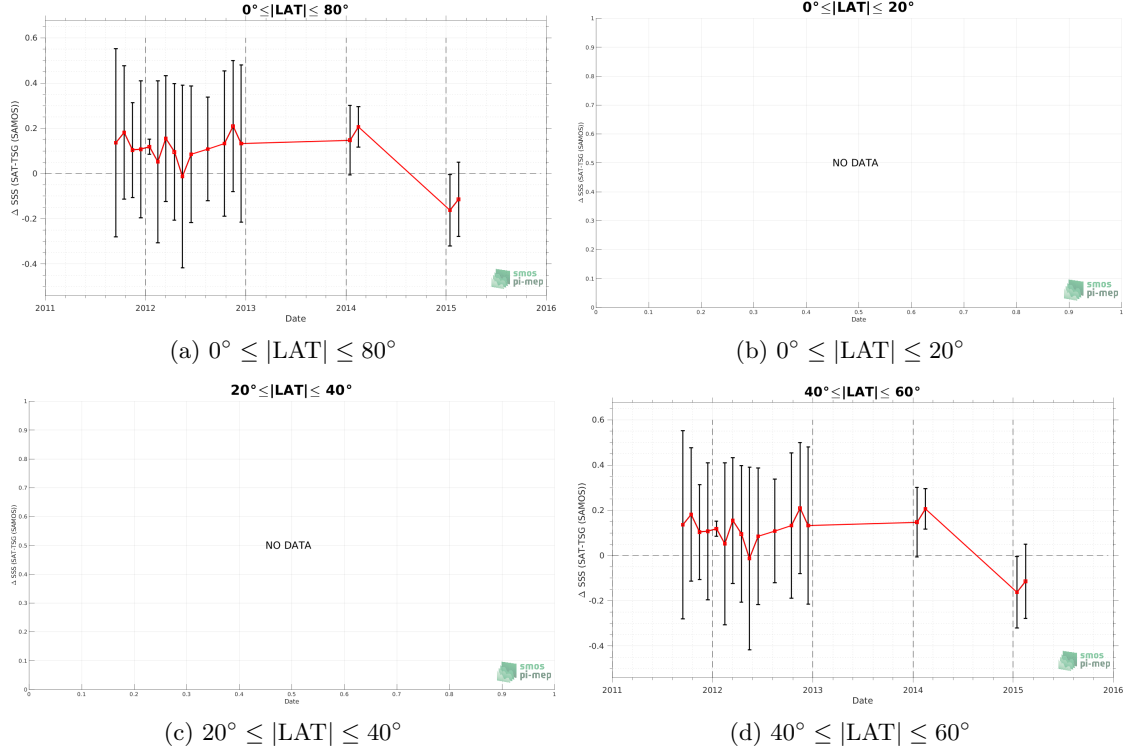 0°≤|LAT|≤ 80°
Δ SSS (SAT-TSG (SAMOS))
0.6
0.4
0.2
0
-0.2
-0.4
2011 2012 2013 2014 2015 2016
Date
smos
pi-mep
(a) 0° ≤ |LAT| ≤ 80°
0°≤|LAT|≤ 20°
Δ SSS (SAT-TSG (SAMOS))
1
0.9
0.8
0.7
0.6
0.5
0.4
0.3
0.2
0.1
0
NO DATA
0 0.1 0.2 0.3 0.4 0.5 0.6 0.7 0.8 0.9 1
Date
smos
pi-mep
(b) 0° ≤ |LAT| ≤ 20°
20°≤|LAT|≤ 40°
Δ SSS (SAT-TSG (SAMOS))
1
0.9
0.8
0.7
0.6
0.5
0.4
0.3
0.2
0.1
0
NO DATA
0 0.1 0.2 0.3 0.4 0.5 0.6 0.7 0.8 0.9 1
Date
smos
pi-mep
(c) 20° ≤ |LAT| ≤ 40°
40°≤|LAT|≤ 60°
Δ SSS (SAT-TSG (SAMOS))
0.6
0.4
0.2
0
-0.2
-0.4
2011 2012 2013 2014 2015 2016
Date
smos
pi-mep
(d) 40° ≤ |LAT| ≤ 60°